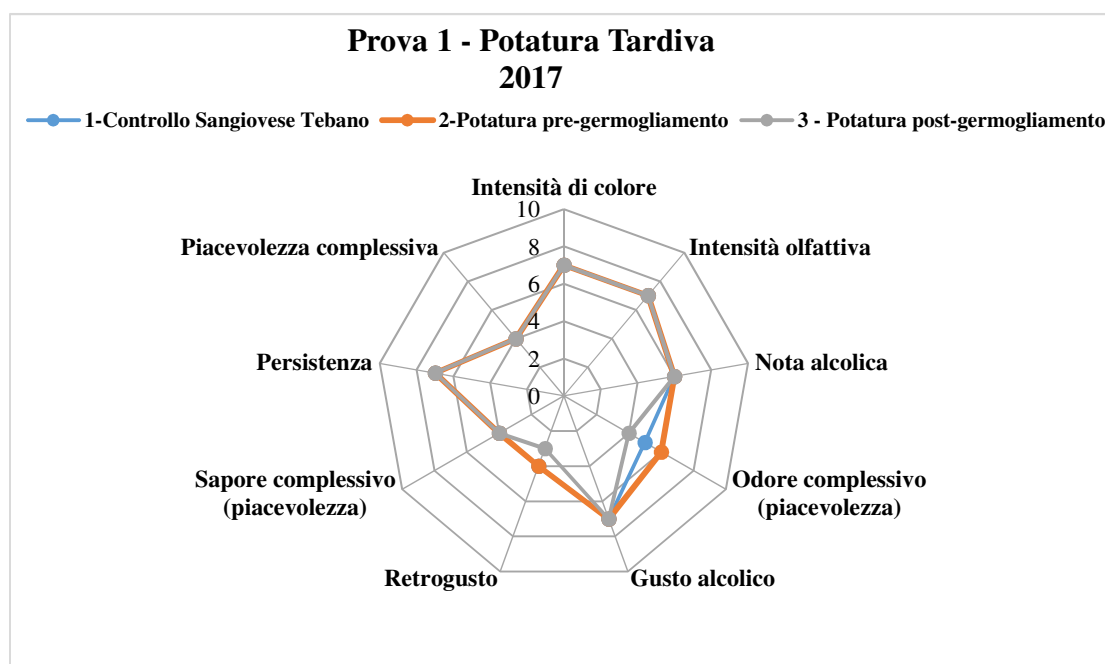 Prova 1 - Potatura Tardiva
2017
1-Controllo Sangiovese Tebano 2-Potatura pre-germogliamento 3 - Potatura post-germogliamento
Intensità di colore
10
Piacevolezza complessiva
Intensità olfattiva
8
6
4
Persistenza
Nota alcolica
2
0
Sapore complessivo
(piacevolezza)
Odore complessivo
(piacevolezza)
Retrogusto
Gusto alcolico